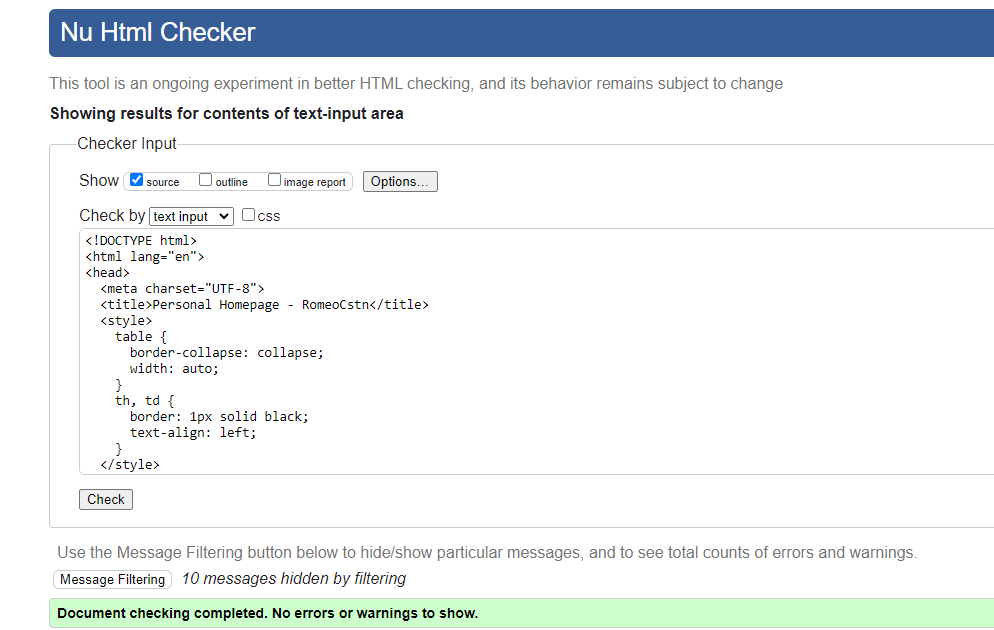 Nu Html Checker
This tool is an ongoing experiment in better HTML checking, and its behavior remains subject to change
Showing results for contents of text-input area
Checker Input
Show source outline image report Options...
Check by text input css
<!DOCTYPE html>
<html lang="en">
<head>
  <meta charset="UTF-8">
  <title>Personal Homepage - RomeoCstn</title>
  <style>
    table {
      border-collapse: collapse;
      width: auto;
    }
    th, td {
      border: 1px solid black;
      text-align: left;
    }
  </style>
Check
Use the Message Filtering button below to hide/show particular messages, and to see total counts of errors and warnings.
Message Filtering 10 messages hidden by filtering
Document checking completed. No errors or warnings to show.